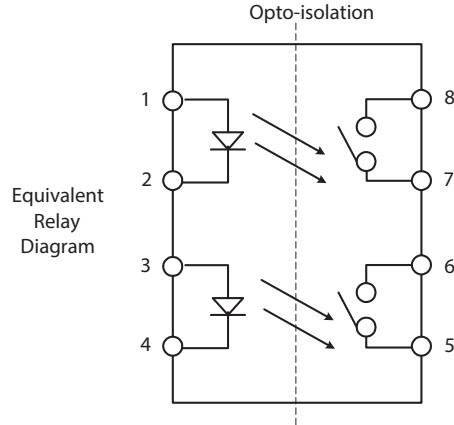 Opto-isolation
1
8
2
7
Equivalent
Relay
Diagram
3
6
4
5